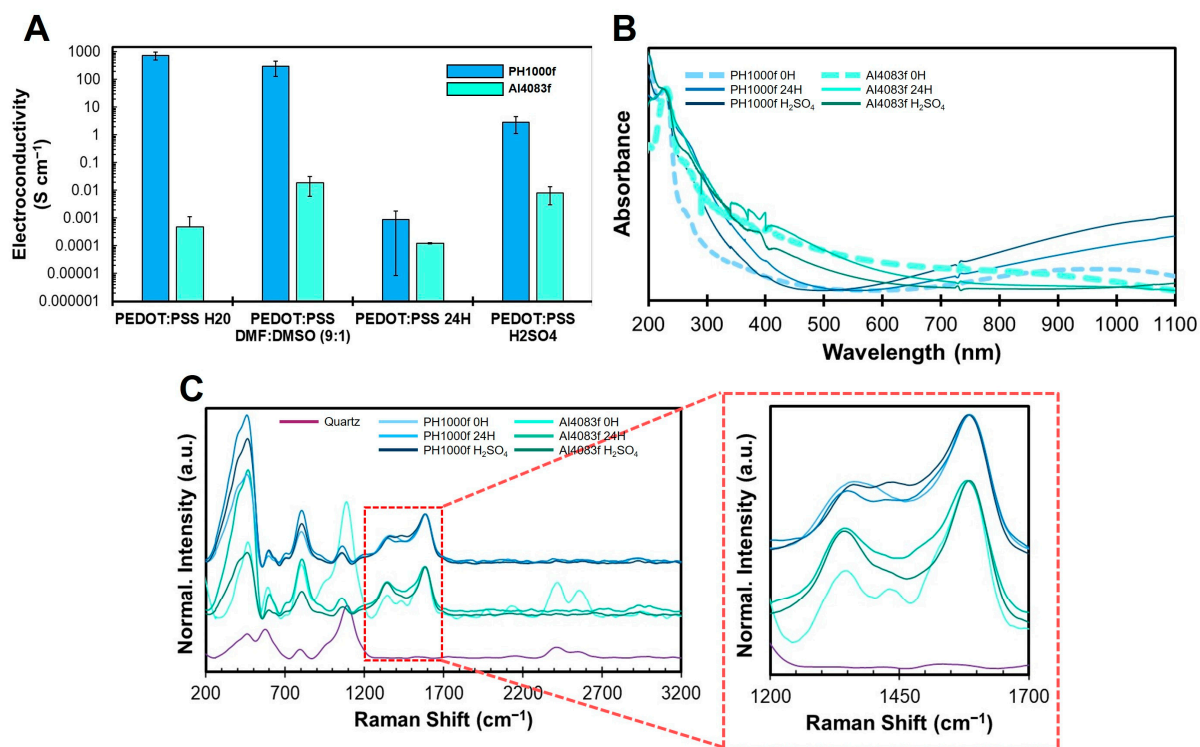 A
1000
100
10
1
0.1
0.01
0.001
0.0001
0.00001
0.000001
Electroconductivity
(S cm⁻¹)
PH1000f
AI4083f
PEDOT:PSS H20
PEDOT:PSS
DMF:DMSO (9:1)
PEDOT:PSS 24H
PEDOT:PSS
H2SO4
B
Absorbance
PH1000f 0H
PH1000f 24H
PH1000f H₂SO₄
AI4083f 0H
AI4083f 24H
AI4083f H₂SO₄
200 300 400 500 600 700 800 900 1000 1100
Wavelength (nm)
C
Normal. Intensity (a.u.)
Quartz
PH1000f 0H
PH1000f 24H
PH1000f H₂SO₄
AI4083f 0H
AI4083f 24H
AI4083f H₂SO₄
200 700 1200 1700 2200 2700 3200
Raman Shift (cm⁻¹)
Normal. Intensity (a.u.)
1200 1450 1700
Raman Shift (cm⁻¹)